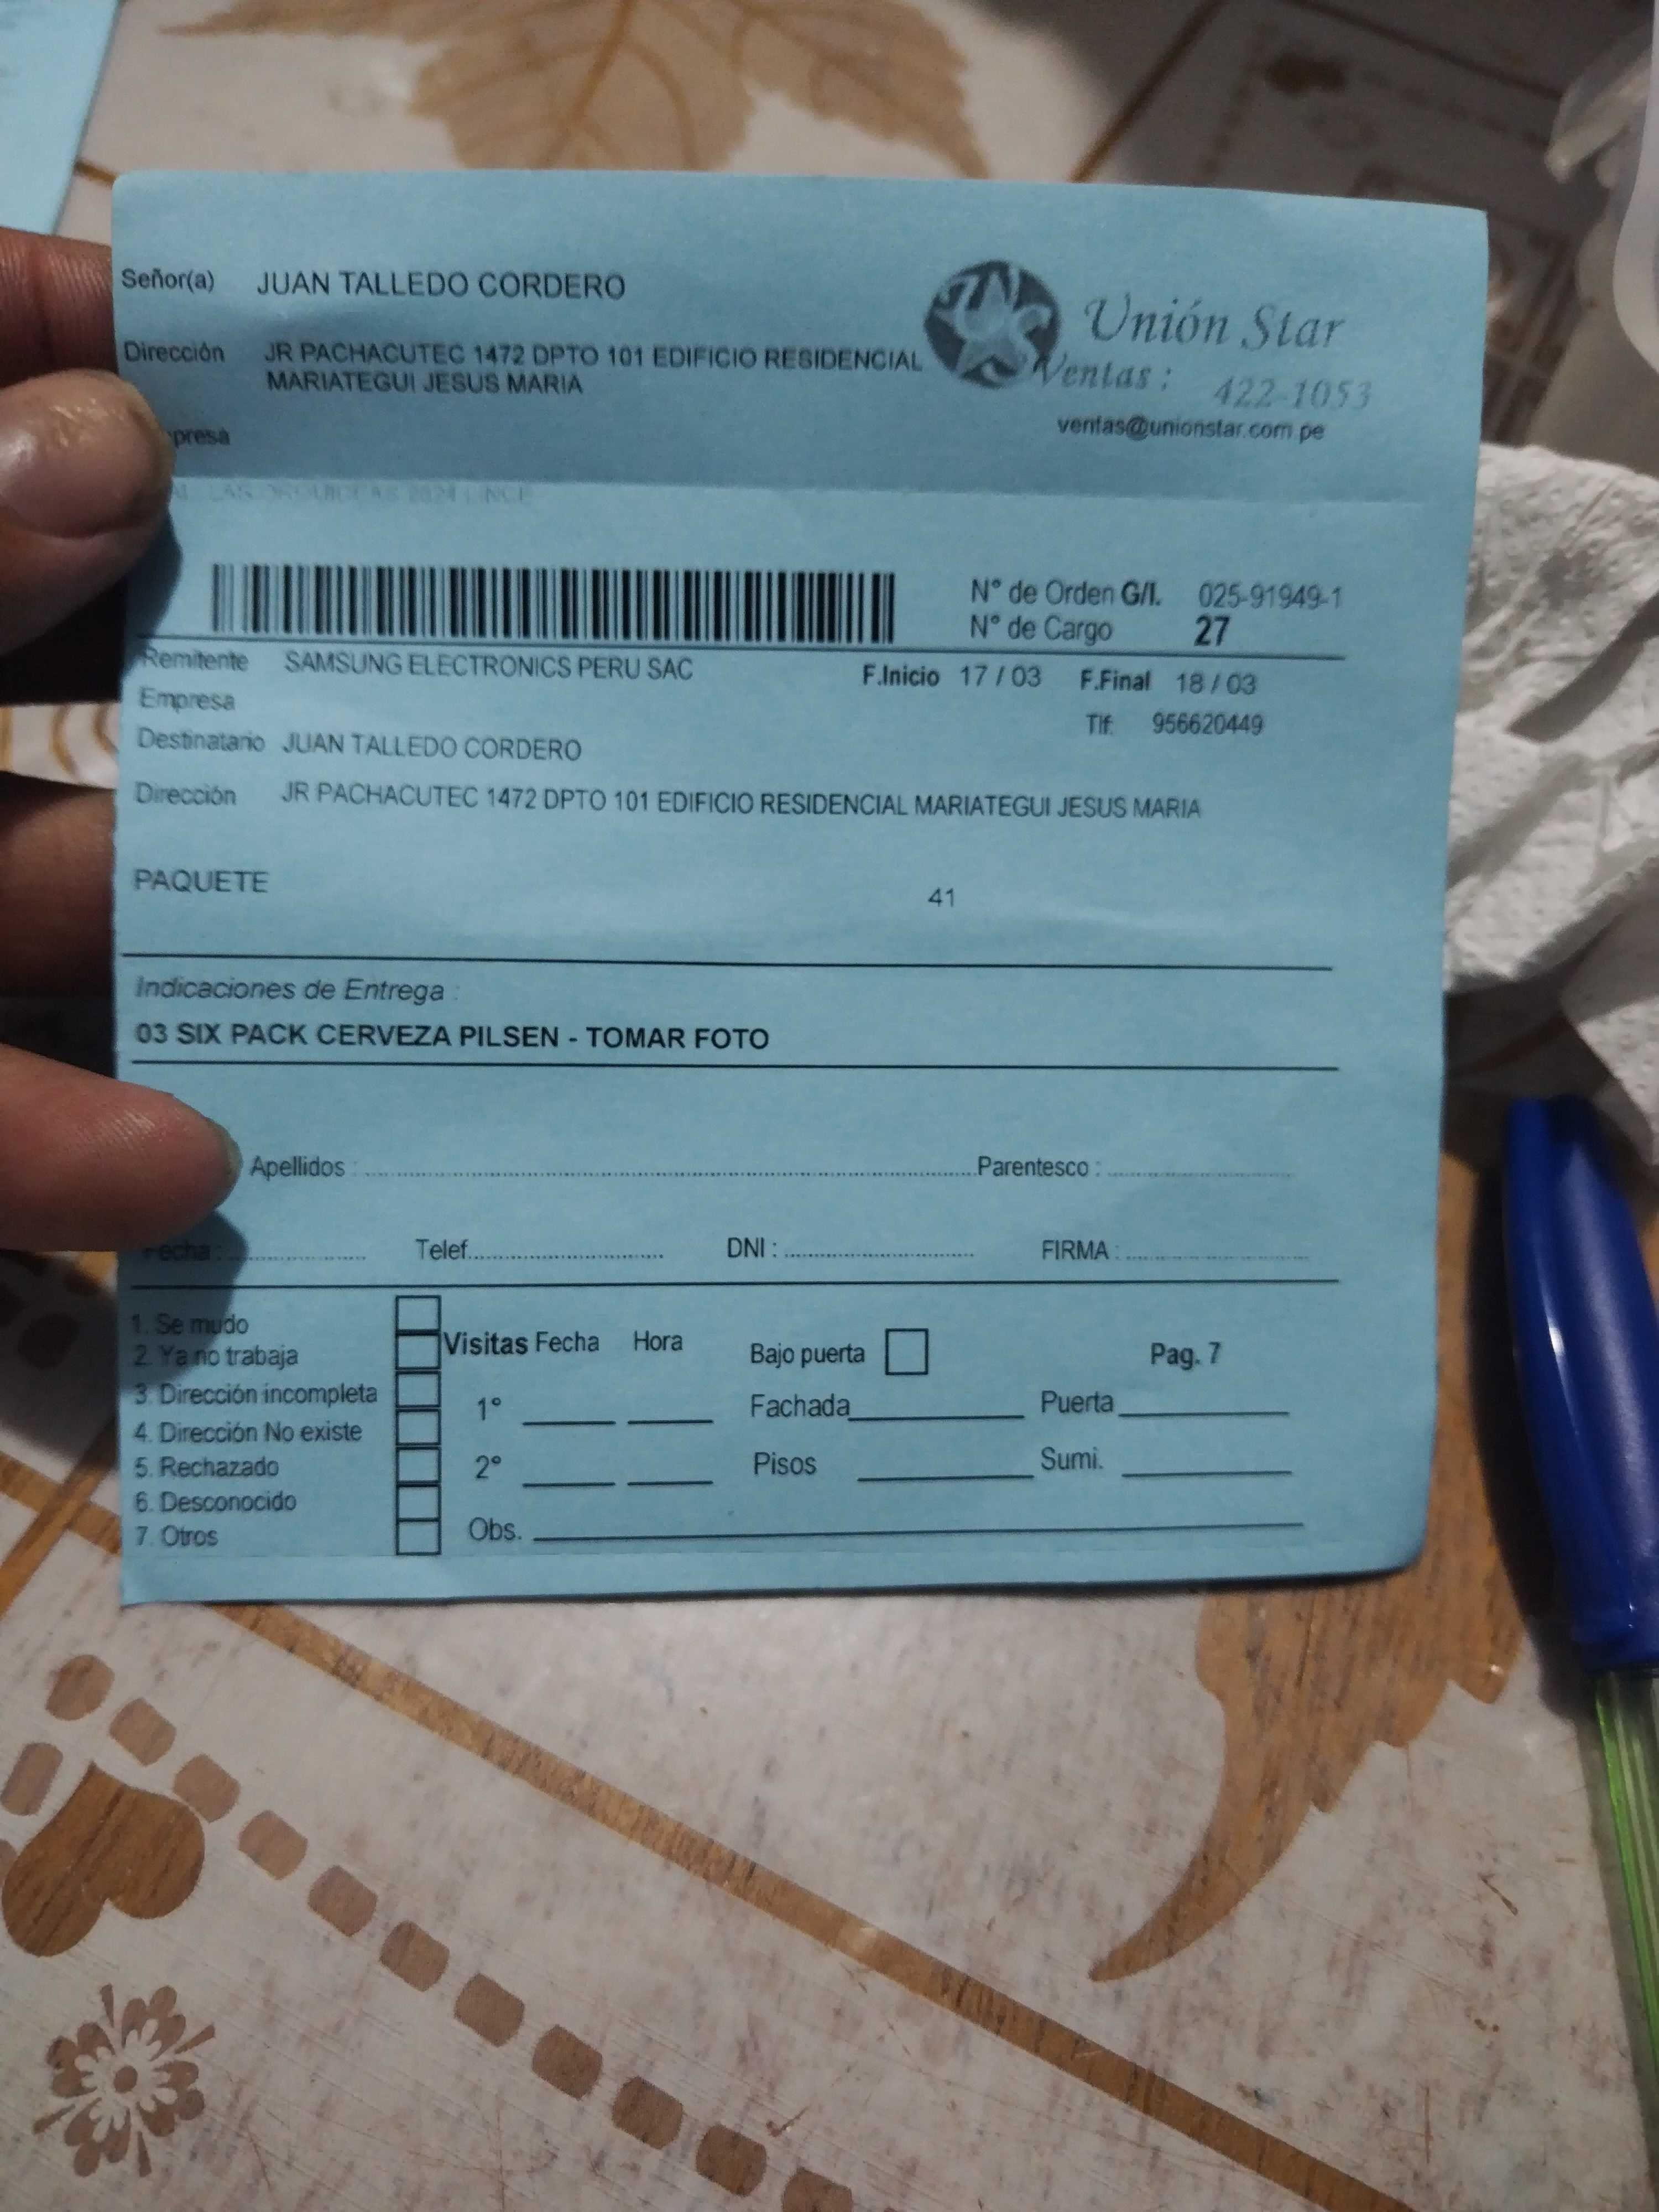 Señor(a) JUAN TALLEDO CORDERO
Dirección JR PACHACUTEC 1472 DPTO 101 EDIFICIO RESIDENCIAL
MARIATEGUI JESUS MARIA
presa
Unión Star
Ventas : 422-1053
ventas@unionstar.com.pe
N° de Orden G/I. 025-91949-1
N° de Cargo 27
Remitente SAMSUNG ELECTRONICS PERU SAC F.Inicio 17 / 03 F.Final 18 / 03
Empresa
Tlf: 956620449
Destinatario JUAN TALLEDO CORDERO
Dirección JR PACHACUTEC 1472 DPTO 101 EDIFICIO RESIDENCIAL MARIATEGUI JESUS MARIA
PAQUETE 41
Indicaciones de Entrega :
03 SIX PACK CERVEZA PILSEN - TOMAR FOTO
Apellidos : Parentesco :
Fecha : Telef. DNI : FIRMA :
1. Se mudo
2. Ya no trabaja
3. Dirección incompleta
4. Dirección No existe
5. Rechazado
6. Desconocido
7. Otros
Visitas Fecha Hora
1°
2°
Obs.
Bajo puerta Pag. 7
Fachada Puerta
Pisos Sumi.